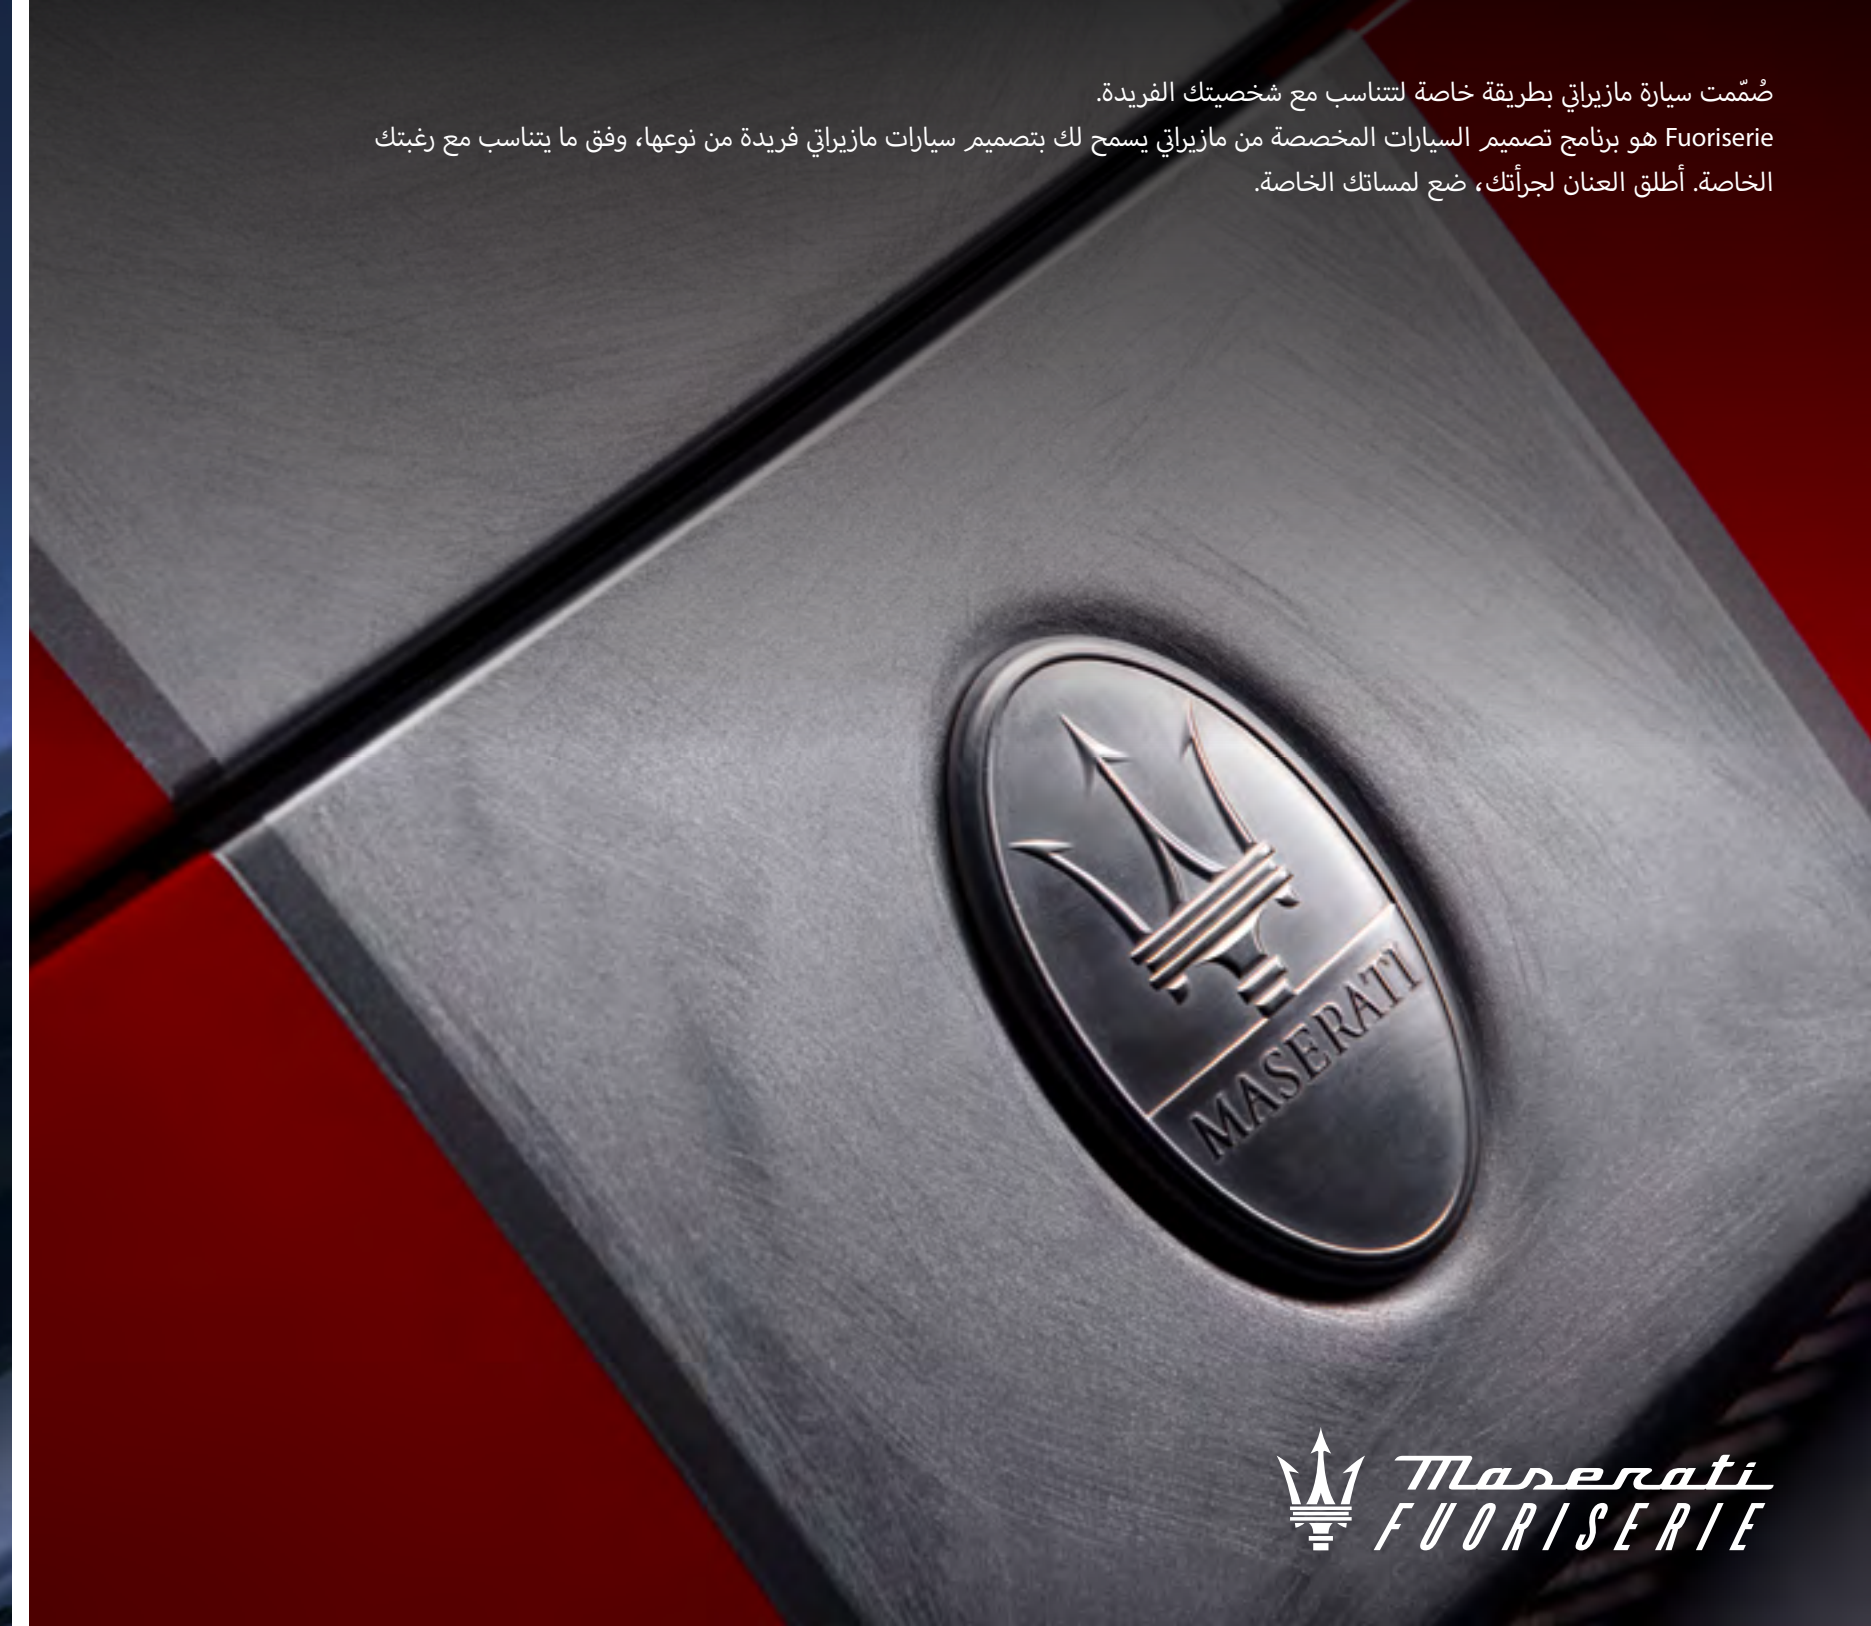 صُمّمت سيارة مازيراتي بطريقة خاصة لتتناسب مع شخصيتك الفريدة.
Fuoriserie هو برنامج تصميم السيارات المخصصة من مازيراتي يسمح لك بتصميم سيارات مازيراتي فريدة من نوعها، وفق ما يتناسب مع رغبتك
الخاصة. أطلق العنان لجرأتك، ضع لمساتك الخاصة.
MASERATI
Maserati
FUORISERIE